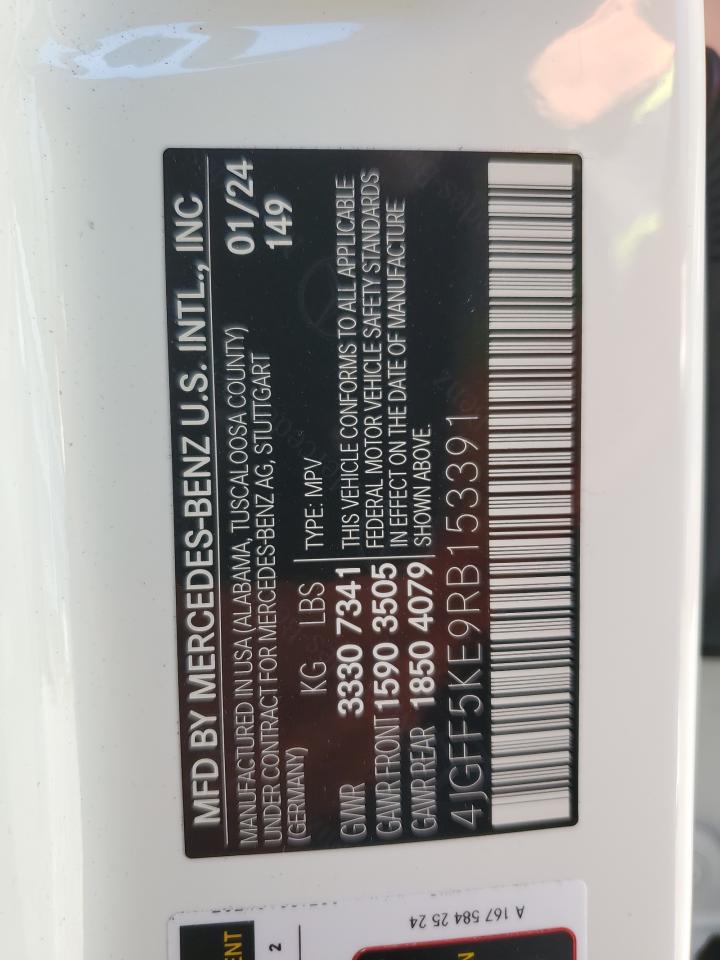 MFD BY MERCEDES-BENZ U.S. INTL., INC
MANUFACTURED IN USA (ALABAMA, TUSCALOOSA COUNTY) 01/24
UNDER CONTRACT FOR MERCEDES-BENZ AG, STUTTGART 149
(GERMANY)
KG LBS TYPE: MPV
GVWR 3330 7341 THIS VEHICLE CONFORMS TO ALL APPLICABLE
GAWR FRONT 1590 3505 FEDERAL MOTOR VEHICLE SAFETY STANDARDS
IN EFFECT ON THE DATE OF MANUFACTURE
GAWR REAR 1850 4079 SHOWN ABOVE.
4JGFF5KE9RB153391
A 167 584 25 24
2